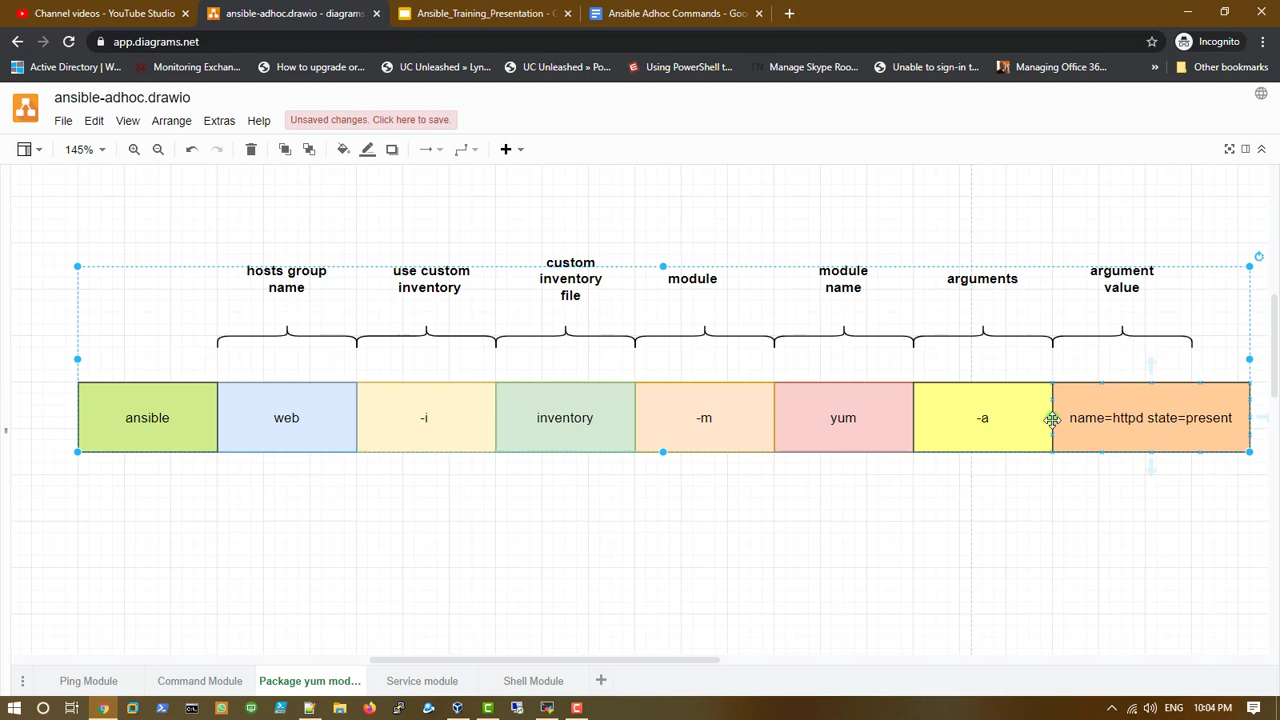 Channel videos - YouTube Studio
ansible-adhoc.drawio - diagrams
Ansible_Training_Presentation - G
Ansible Adhoc Commands - Goo
app.diagrams.net
Incognito
Active Directory | W...
Monitoring Exchan...
How to upgrade or...
UC Unleashed » Lyn...
UC Unleashed » Po...
Using PowerShell t...
Manage Skype Roo...
Unable to sign-in t...
Managing Office 36...
»
Other bookmarks
ansible-adhoc.drawio
File Edit View Arrange Extras Help
Unsaved changes. Click here to save.
145%
hosts group
name
use custom
inventory
custom
inventory
file
module
module
name
arguments
argument
value
ansible
web
-i
inventory
-m
yum
-a
name=httpd state=present
Ping Module
Command Module
Package yum mod...
Service module
Shell Module
ENG
10:04 PM